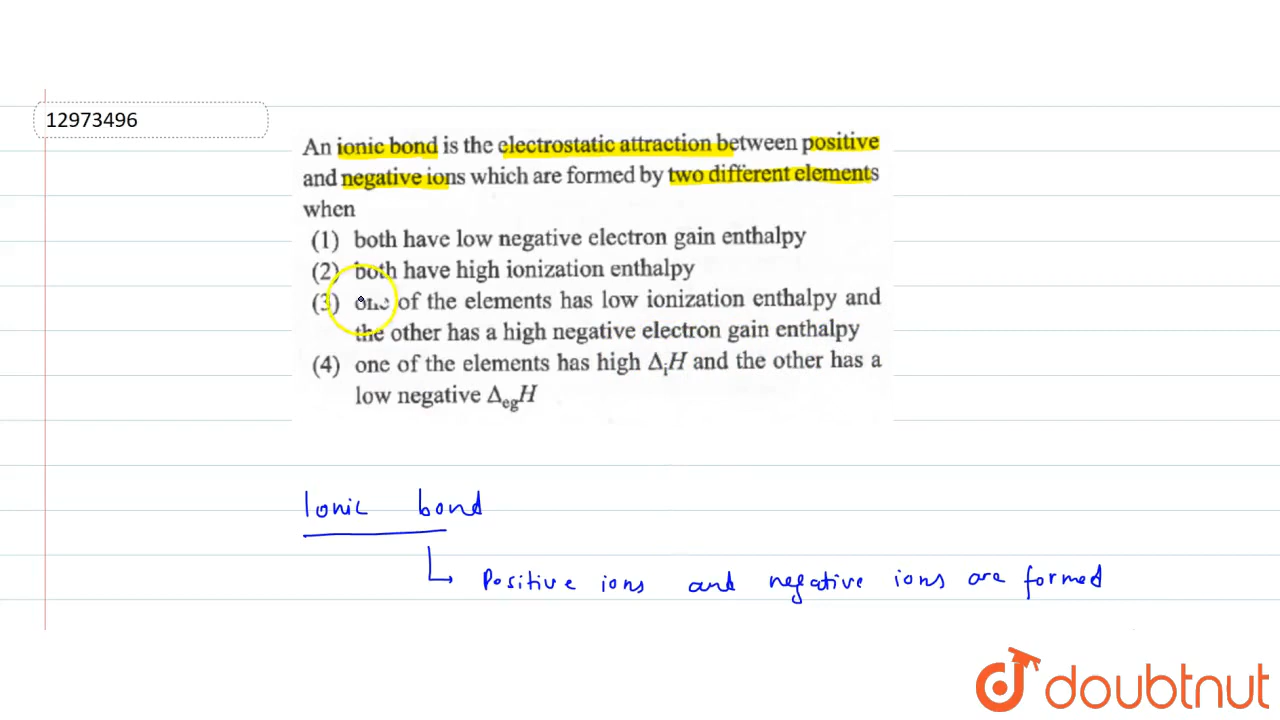 12973496
An ionic bond is the electrostatic attraction between positive
and negative ions which are formed by two different elements
when
(1) both have low negative electron gain enthalpy
(2) both have high ionization enthalpy
(3) one of the elements has low ionization enthalpy and
the other has a high negative electron gain enthalpy
(4) one of the elements has high ΔᵢH and the other has a
low negative Δ_egH
Ionic bond
Positive ions and negative ions are formed
doubtnut